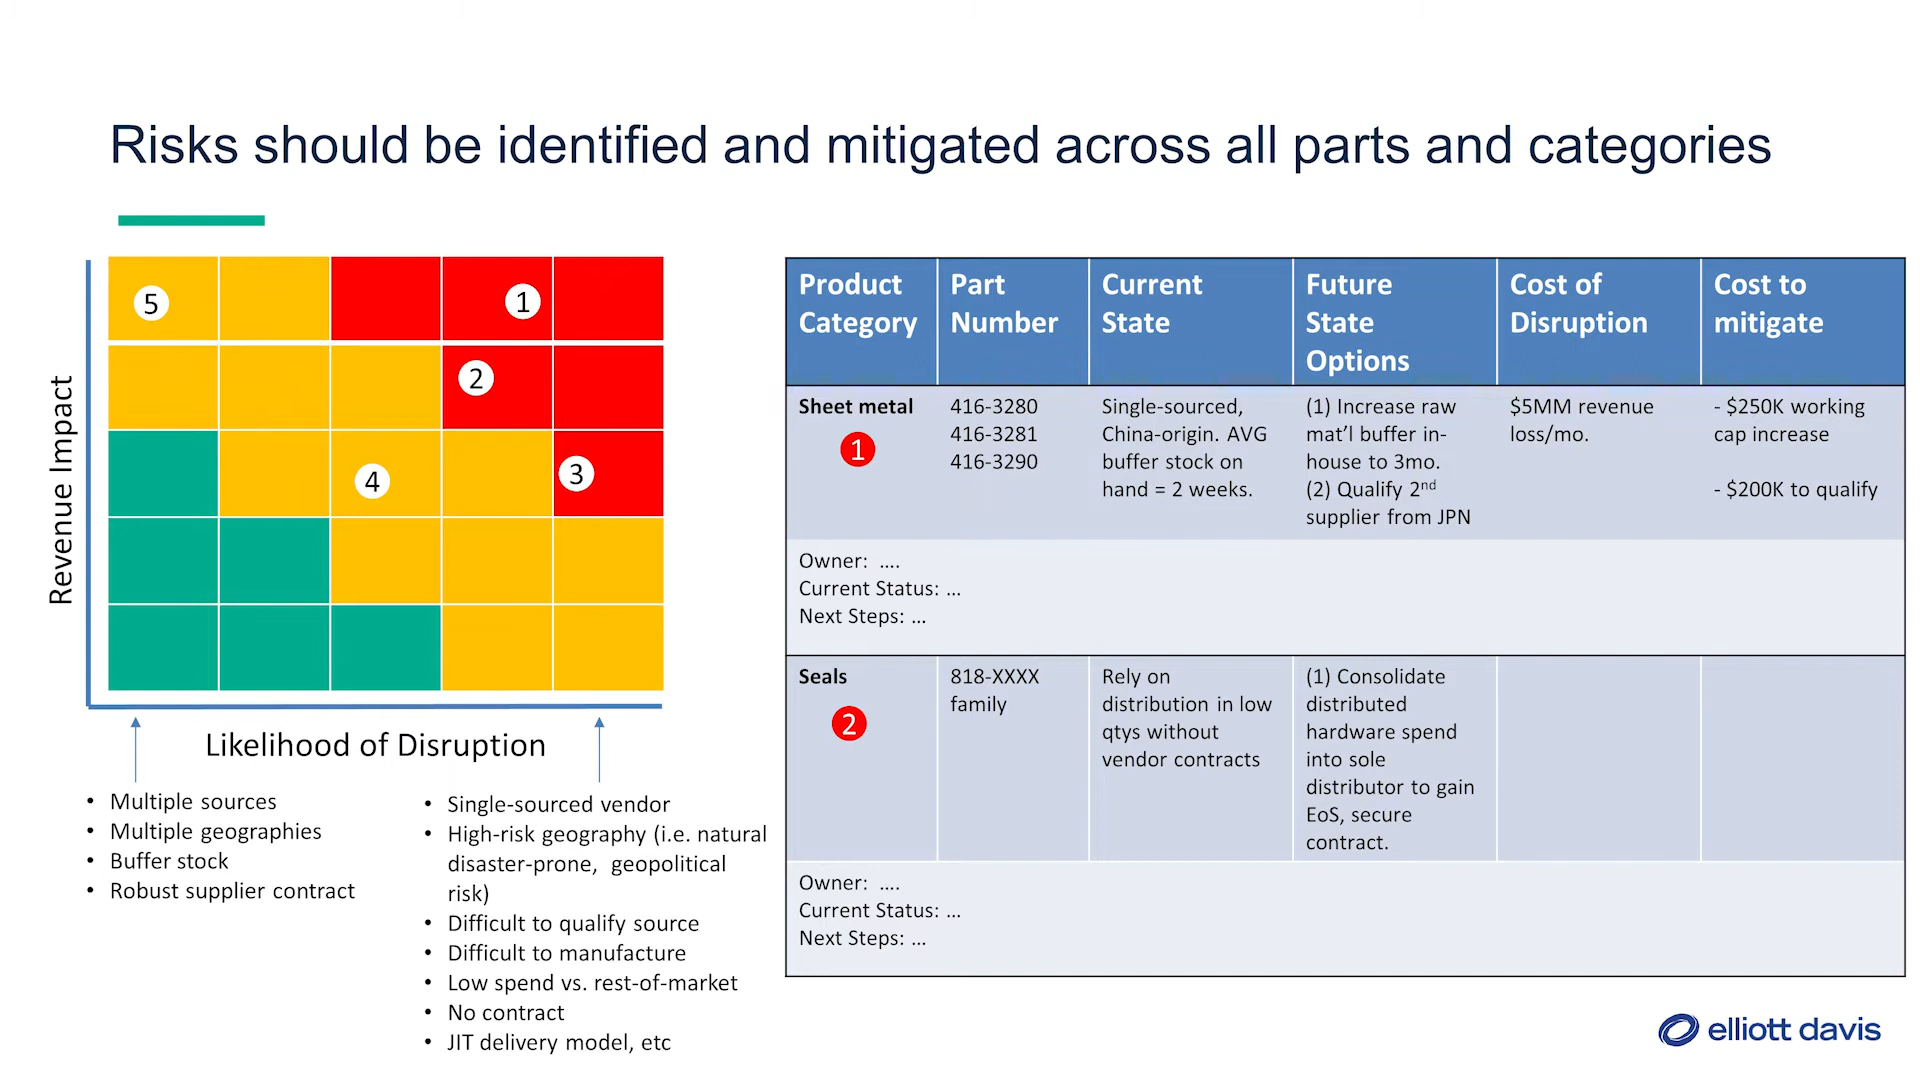 Risks should be identified and mitigated across all parts and categories
5
1
2
3
4
Revenue Impact
Likelihood of Disruption
• Multiple sources
• Multiple geographies
• Buffer stock
• Robust supplier contract
• Single-sourced vendor
• High-risk geography (i.e. natural
disaster-prone, geopolitical
risk)
• Difficult to qualify source
• Difficult to manufacture
• Low spend vs. rest-of-market
• No contract
• JIT delivery model, etc
Product
Category
Part
Number
Current
State
Future
State
Options
Cost of
Disruption
Cost to
mitigate
Sheet metal
1
416-3280
416-3281
416-3290
Single-sourced,
China-origin. AVG
buffer stock on
hand = 2 weeks.
(1) Increase raw
mat’l buffer in-
house to 3mo.
(2) Qualify 2nd
supplier from JPN
$5MM revenue
loss/mo.
- $250K working
cap increase
- $200K to qualify
Owner: ....
Current Status: ...
Next Steps: ...
Seals
2
818-XXXX
family
Rely on
distribution in low
qtys without
vendor contracts
(1) Consolidate
distributed
hardware spend
into sole
distributor to gain
EoS, secure
contract.
Owner: ....
Current Status: ...
Next Steps: ...
elliott davis